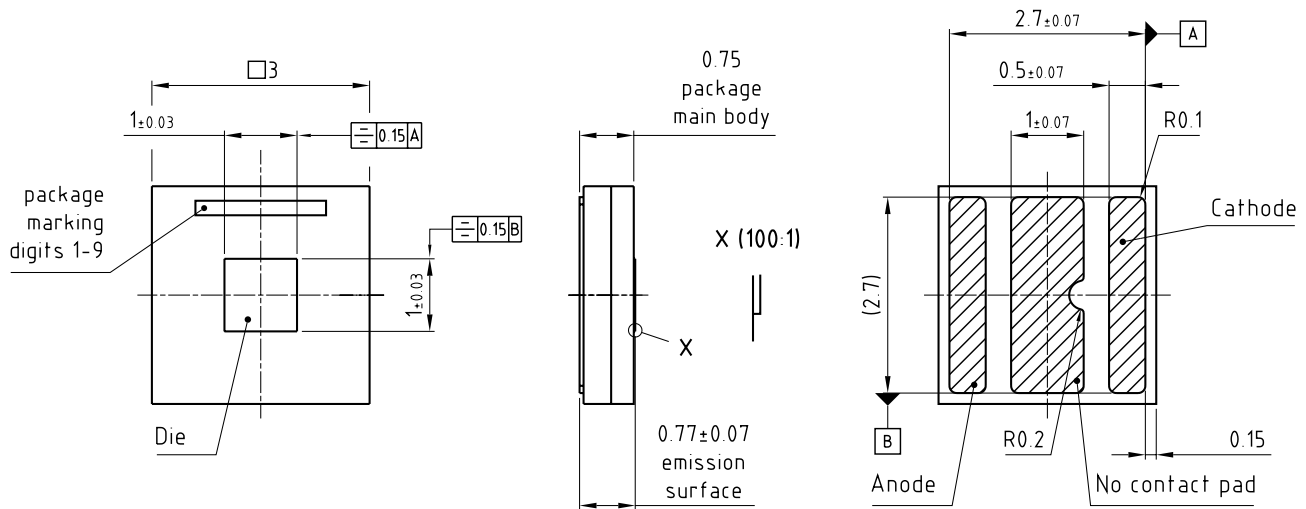 □3
1±0.03
⌯ 0.15 A
package
marking
digits 1-9
⌯ 0.15 B
1±0.03
Die
0.75
package
main body
X (100:1)
X
0.77±0.07
emission
surface
2.7±0.07
A
0.5±0.07
1±0.07
R0.1
Cathode
(2.7)
B
R0.2
0.15
Anode
No contact pad